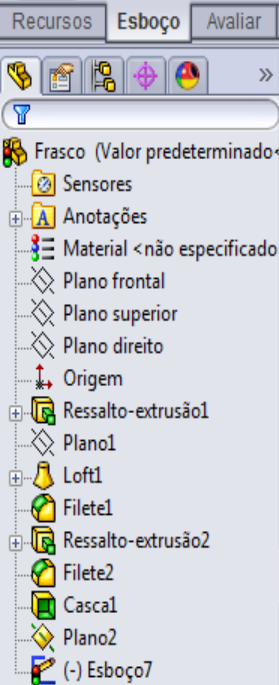 Recursos Esboço Avaliar
»
Frasco (Valor predeterminado<
Sensores
A Anotações
Material <não especificado
Plano frontal
Plano superior
Plano direito
Origem
Ressalto-extrusão1
Plano1
Loft1
Filete1
Ressalto-extrusão2
Filete2
Casca1
Plano2
(-) Esboço7